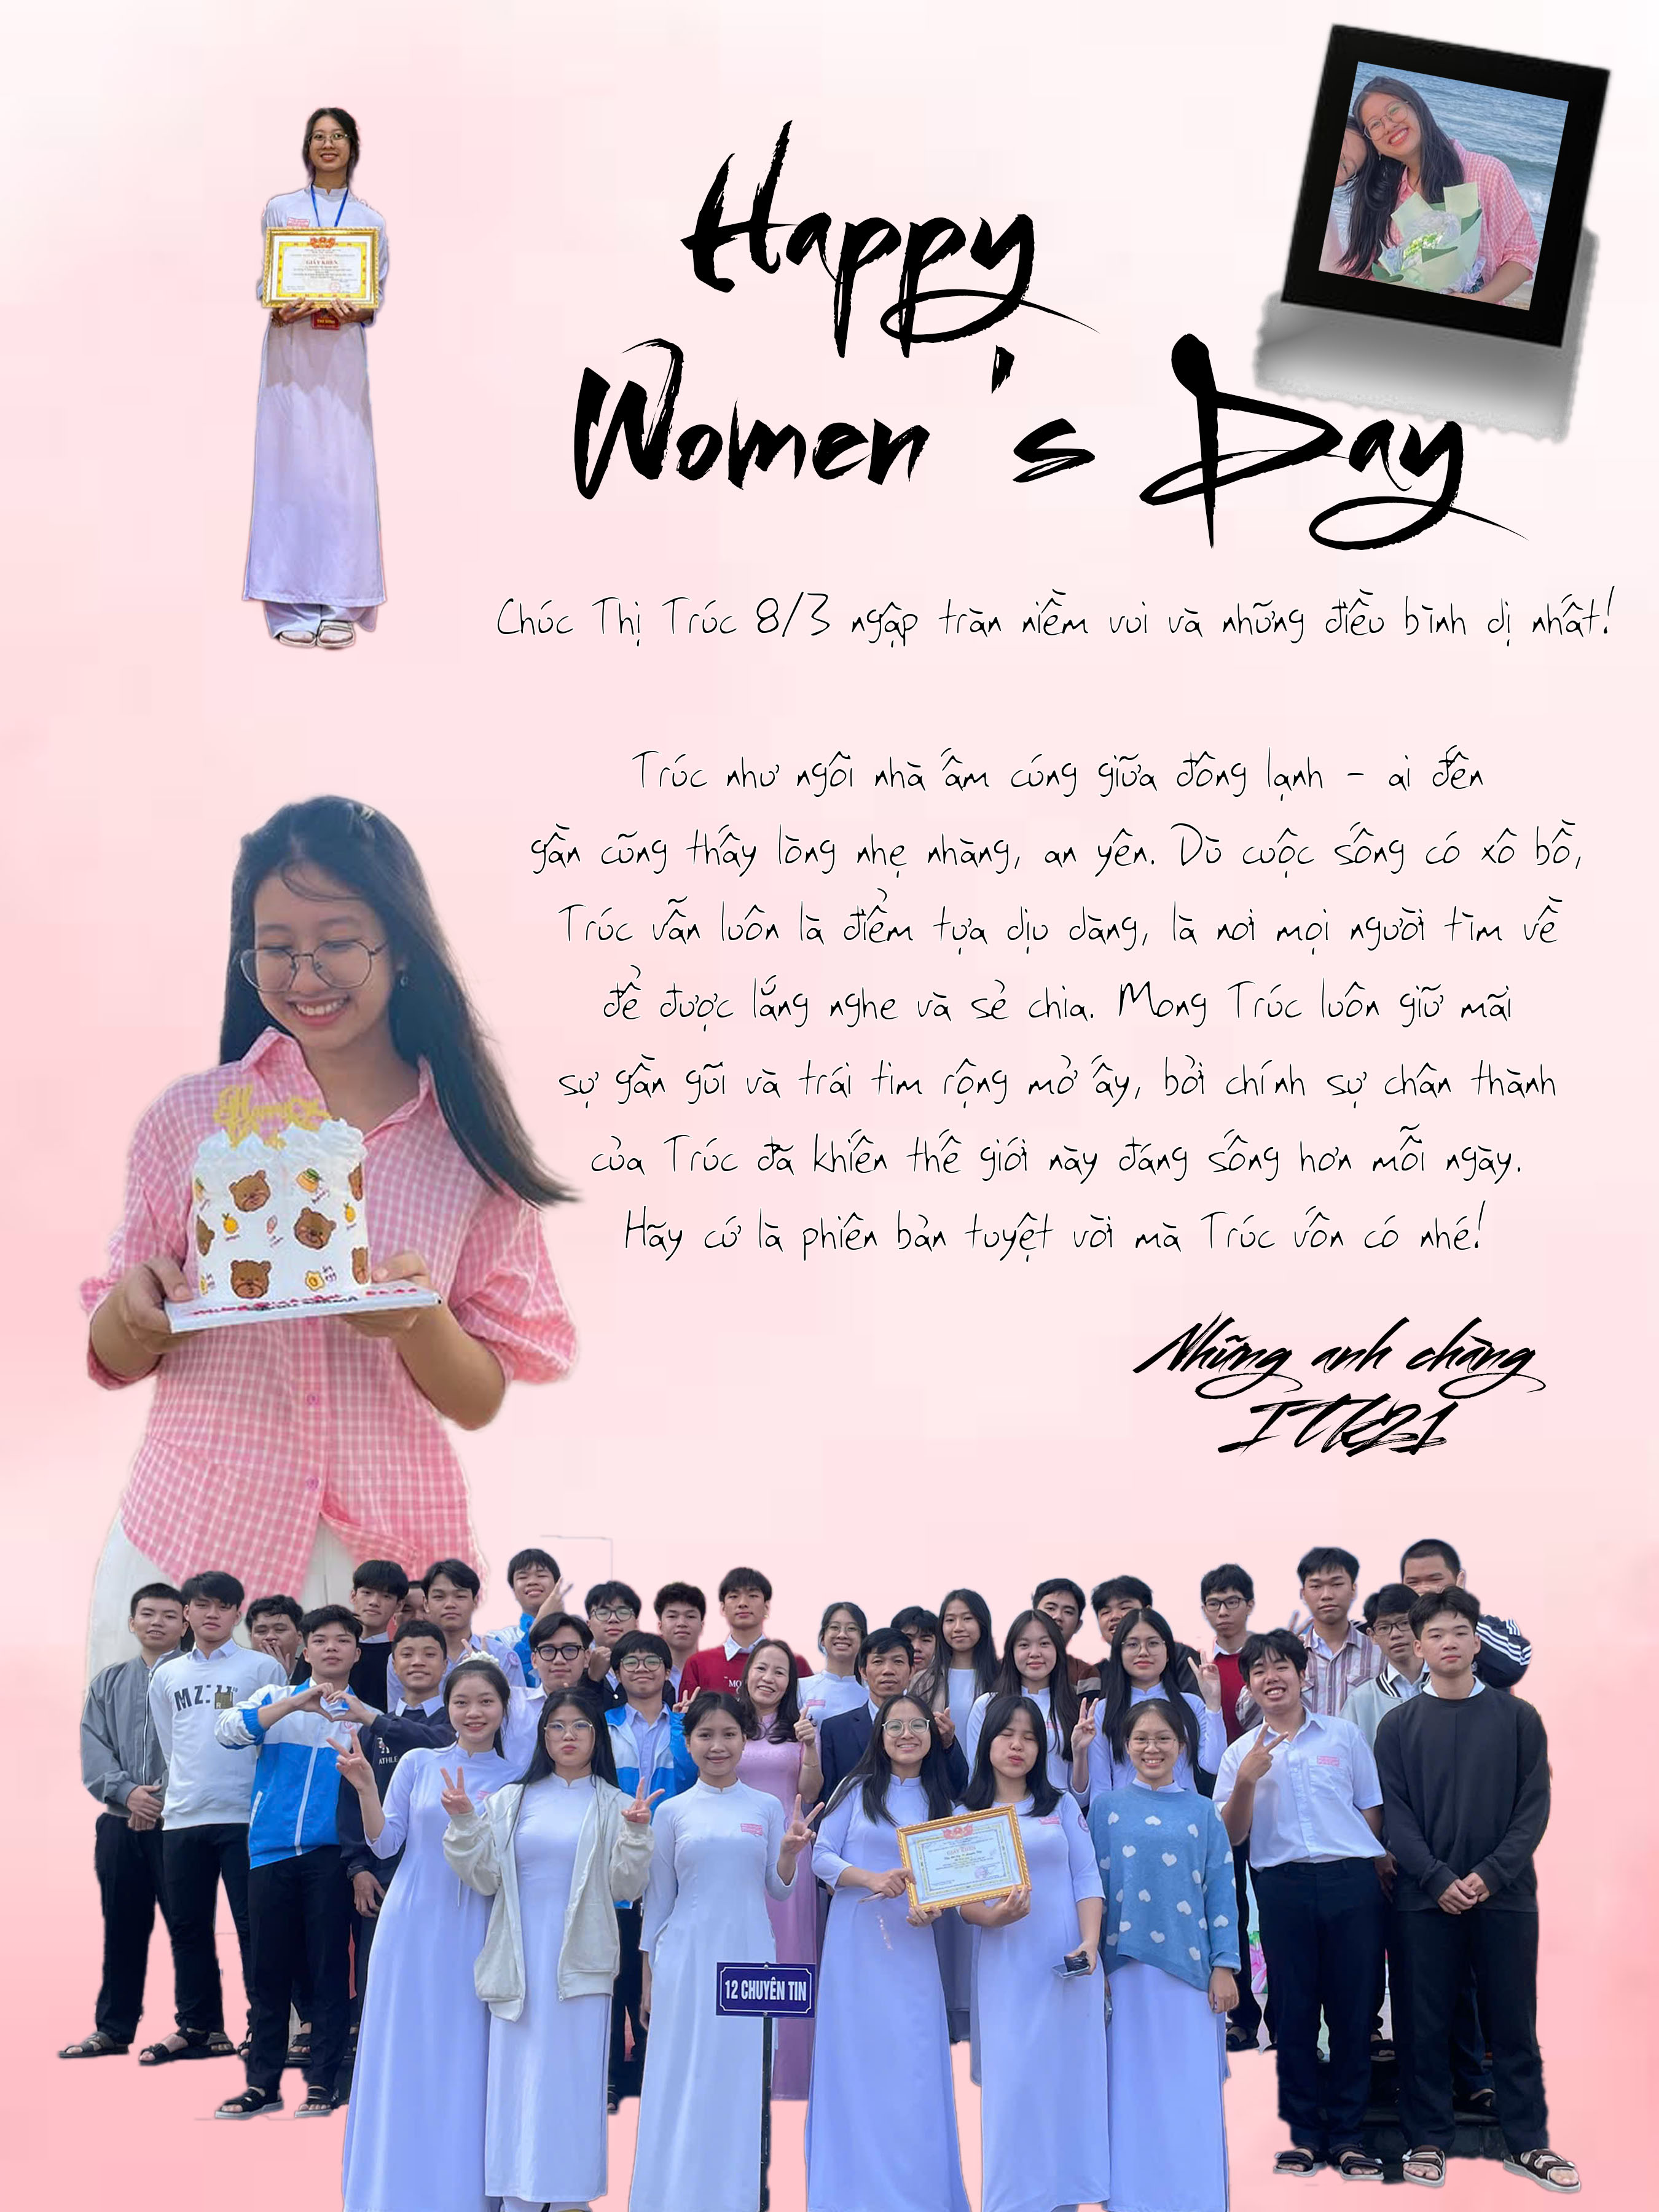 Happy
Women's Day
Chúc Thị Trúc 8/3 ngập tràn niềm vui và những điều bình dị nhất!
Trúc như ngôi nhà ấm cúng giữa đông lạnh - ai đến
gần cũng thấy lòng nhẹ nhàng, an yên. Dù cuộc sống có xô bồ,
Trúc vẫn luôn là điểm tựa dịu dàng, là nơi mọi người tìm về
để được lắng nghe và sẻ chia. Mong Trúc luôn giữ mãi
sự gần gũi và trái tim rộng mở ấy, bởi chính sự chân thành
của Trúc đã khiến thế giới này đáng sống hơn mỗi ngày.
Hãy cứ là phiên bản tuyệt vời mà Trúc vốn có nhé!
Những anh chàng
ITK21
GIẤY KHEN
12 CHUYÊN TIN